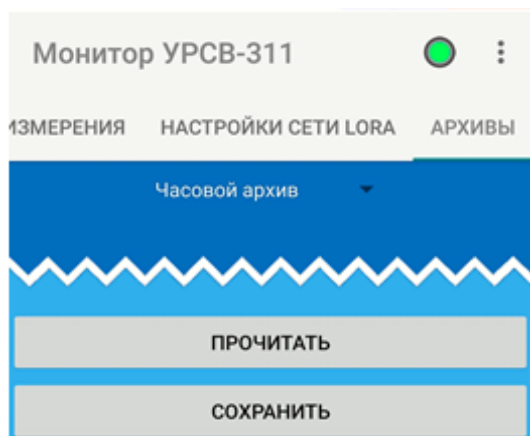 Монитор УРСВ-311
ИЗМЕРЕНИЯ НАСТРОЙКИ СЕТИ LORA АРХИВЫ
Часовой архив
ПРОЧИТАТЬ
СОХРАНИТЬ